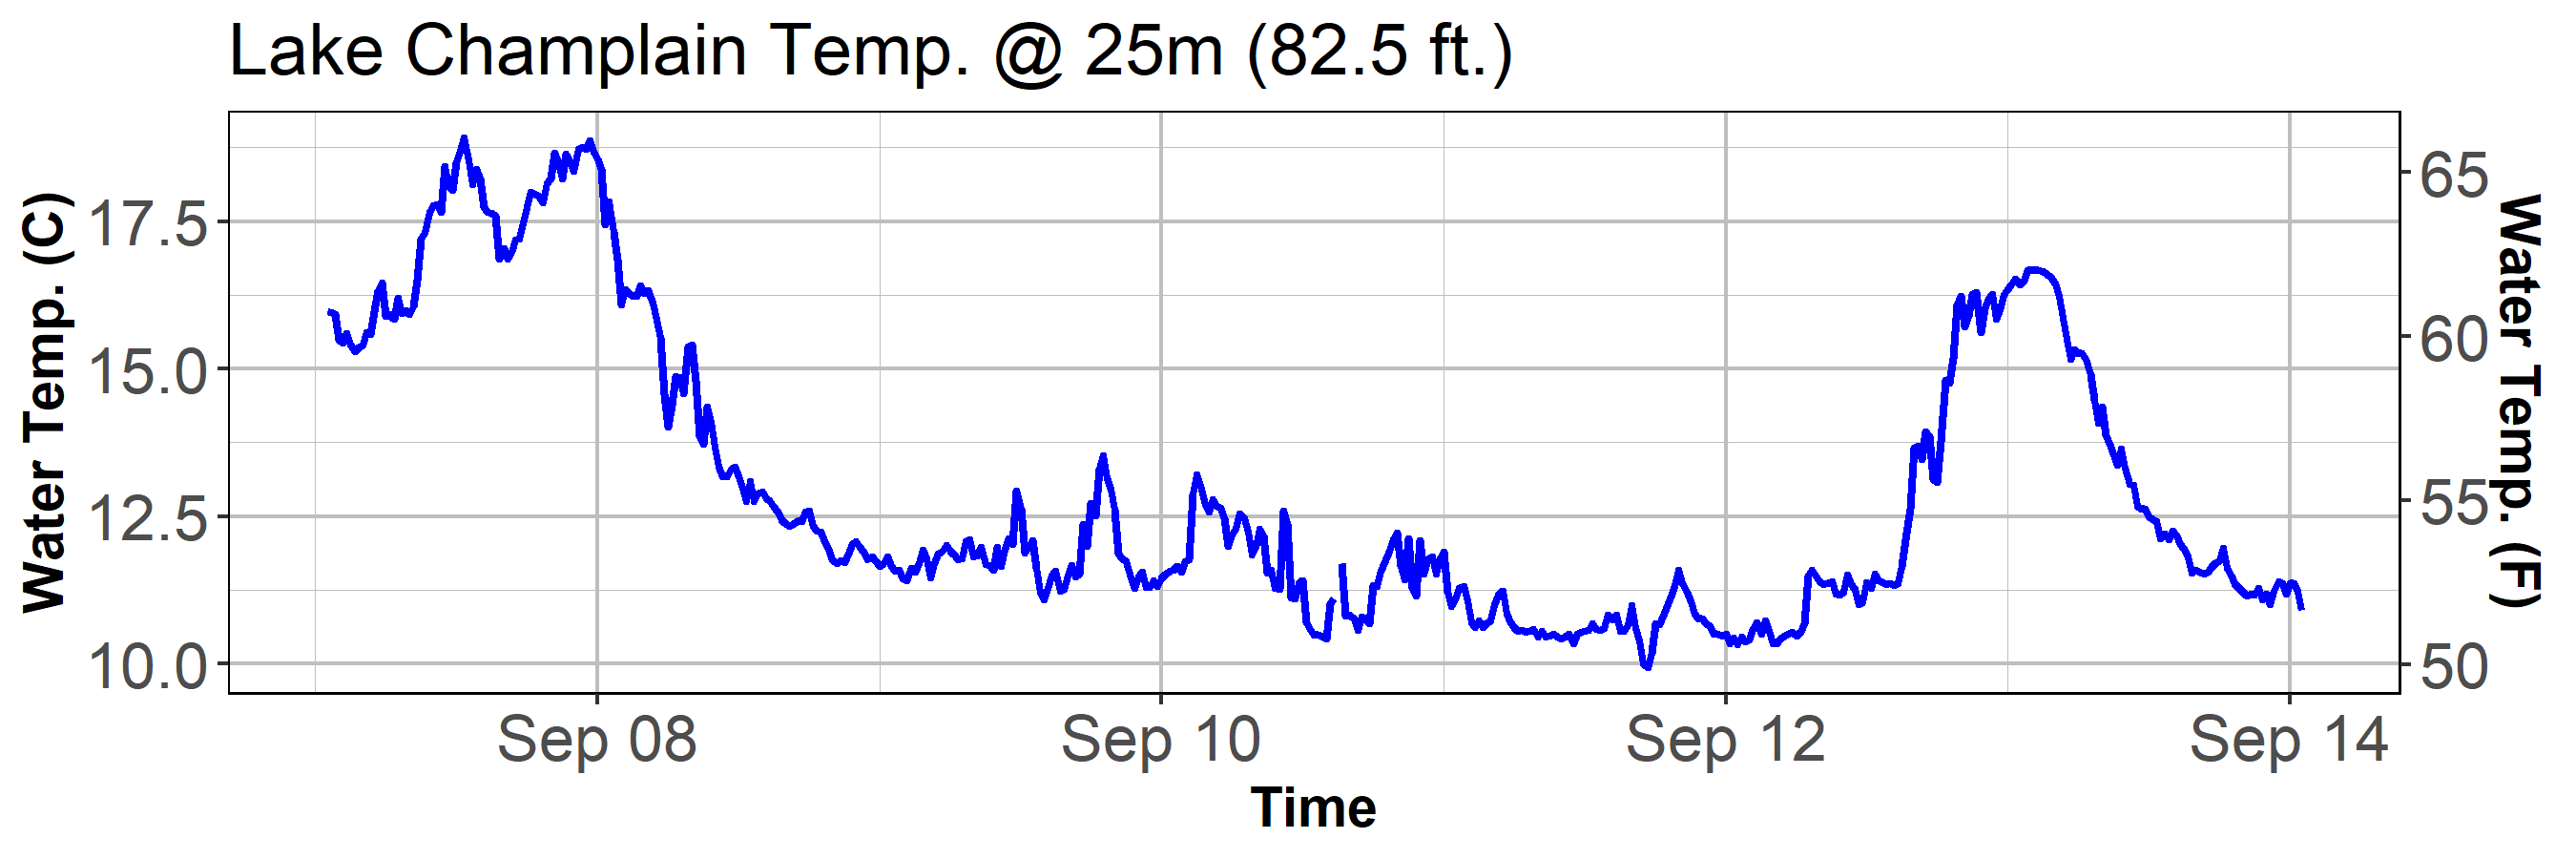 Lake Champlain Temp. @ 25m (82.5 ft.)
Water Temp. (C)
17.5
15.0
12.5
10.0
65
60
55
50
Water Temp. (F)
Sep 08
Sep 10
Sep 12
Sep 14
Time